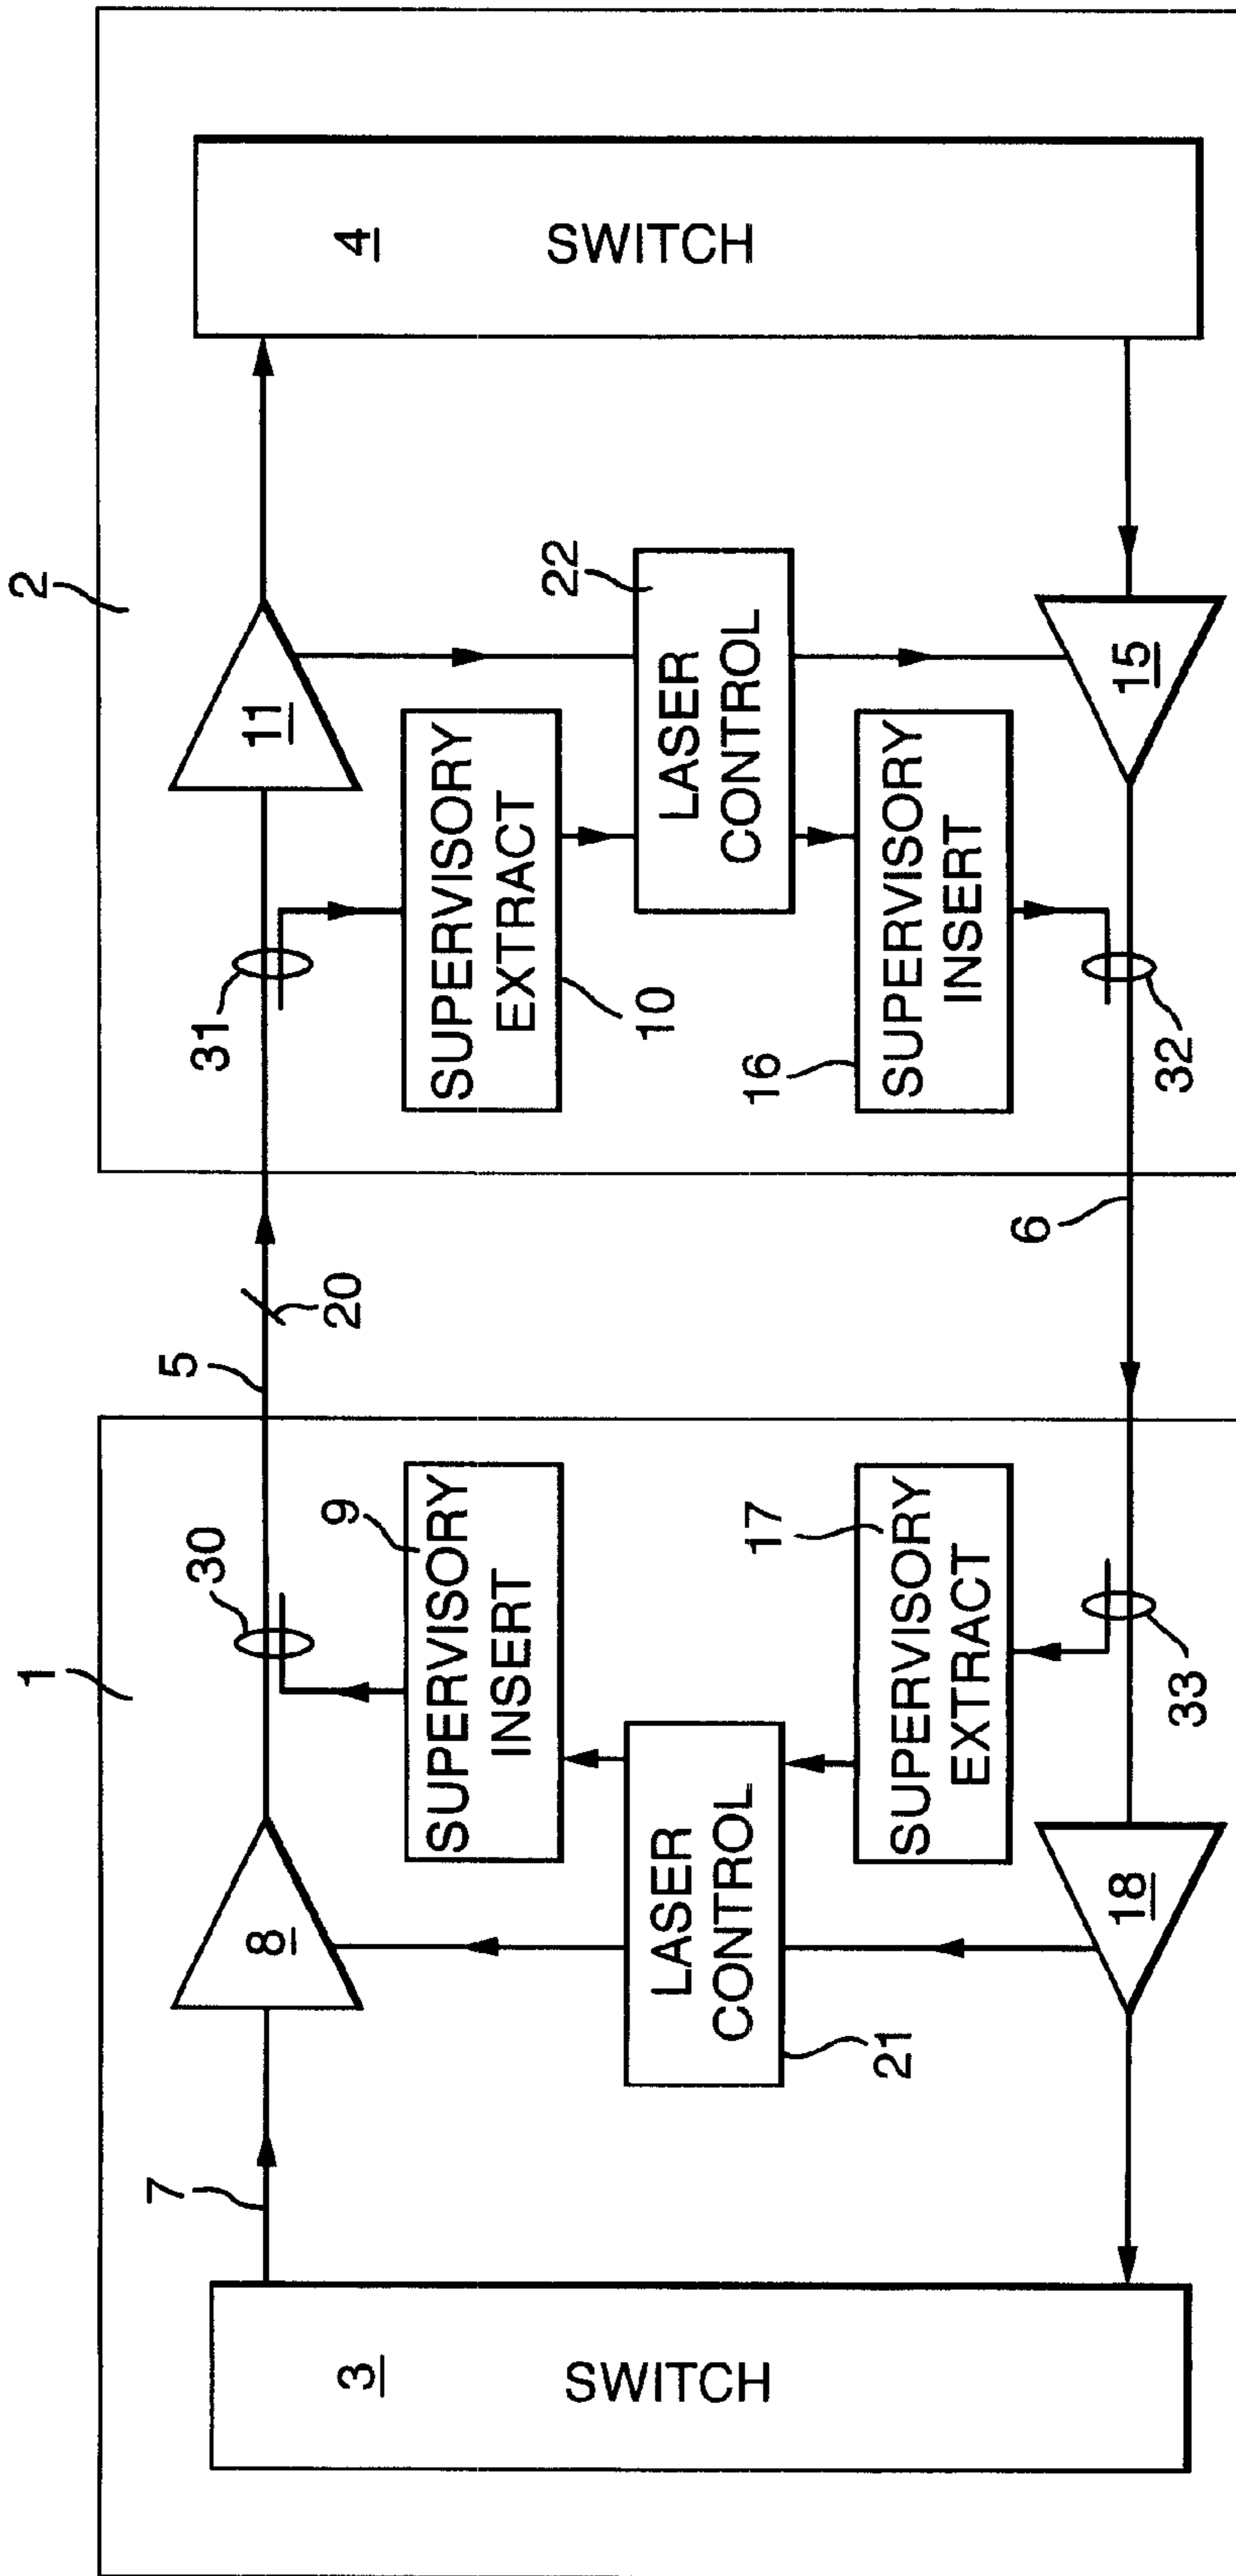 1
2
3
SWITCH
7
8
30
5
20
31
11
4
SWITCH
SUPERVISORY
INSERT
9
SUPERVISORY
EXTRACT
10
LASER
CONTROL
21
LASER
CONTROL
22
SUPERVISORY
EXTRACT
17
SUPERVISORY
INSERT
16
18
33
6
32
15